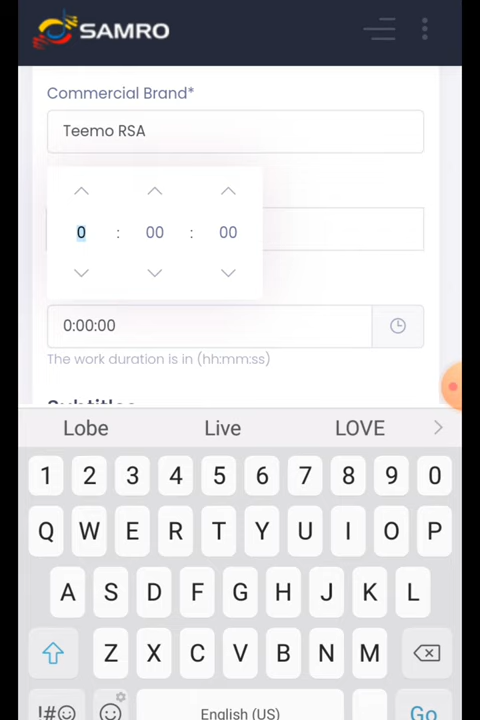 SAMRO
Commercial Brand*
Teemo RSA
0 : 00 : 00
0:00:00
The work duration is in (hh:mm:ss)
Subtitles
Lobe Live LOVE
1 2 3 4 5 6 7 8 9 0
Q W E R T Y U I O P
A S D F G H J K L
Z X C V B N M
!#☺ English (US) Go